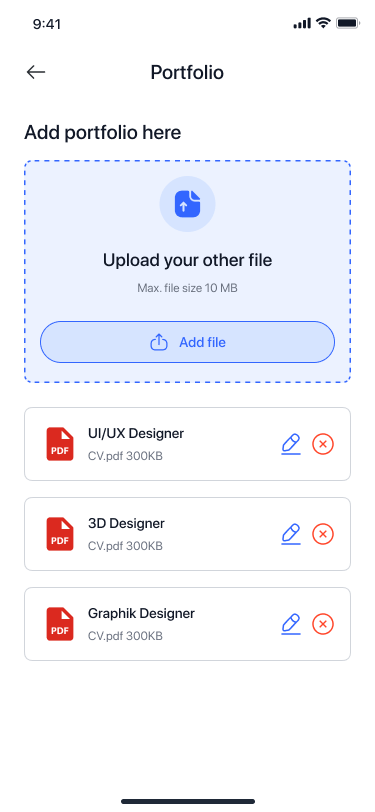 9:41
Portfolio
Add portfolio here
Upload your other file
Max. file size 10 MB
Add file
UI/UX Designer
PDF
CV.pdf 300KB
3D Designer
PDF
CV.pdf 300KB
Graphik Designer
PDF
CV.pdf 300KB